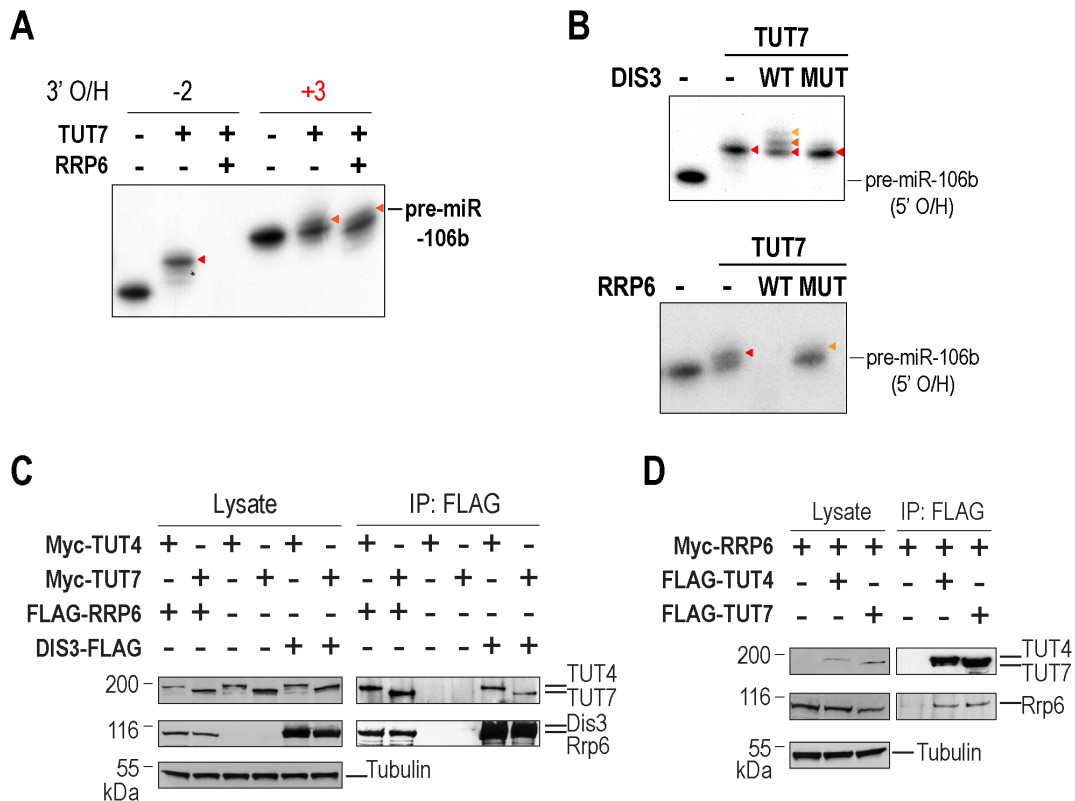 A
3' O/H -2 +3
TUT7 - + + - + +
RRP6 - - + - - +
pre-miR
-106b
B
TUT7
DIS3 - - WT MUT
pre-miR-106b
(5' O/H)
TUT7
RRP6 - - WT MUT
pre-miR-106b
(5' O/H)
C
Lysate IP: FLAG
Myc-TUT4 + - + - + - + - + - + -
Myc-TUT7 - + - + - + - + - + - +
FLAG-RRP6 + + - - - - + + - - - -
DIS3-FLAG - - - - + + - - - - + +
200 TUT4
TUT7
116 Dis3
Rrp6
55 Tubulin
kDa
D
Lysate IP: FLAG
Myc-RRP6 + + + + + +
FLAG-TUT4 - + - - + -
FLAG-TUT7 - - + - - +
200 TUT4
TUT7
116 Rrp6
55 Tubulin
kDa